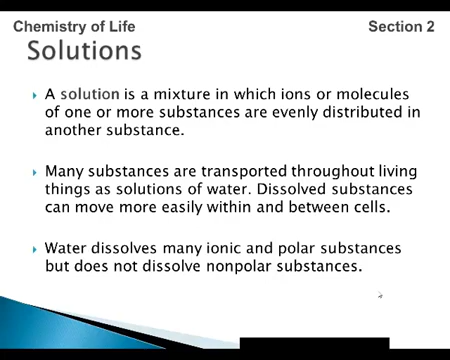 Chemistry of Life
Section 2
Solutions
A solution is a mixture in which ions or molecules
of one or more substances are evenly distributed in
another substance.
Many substances are transported throughout living
things as solutions of water. Dissolved substances
can move more easily within and between cells.
Water dissolves many ionic and polar substances
but does not dissolve nonpolar substances.